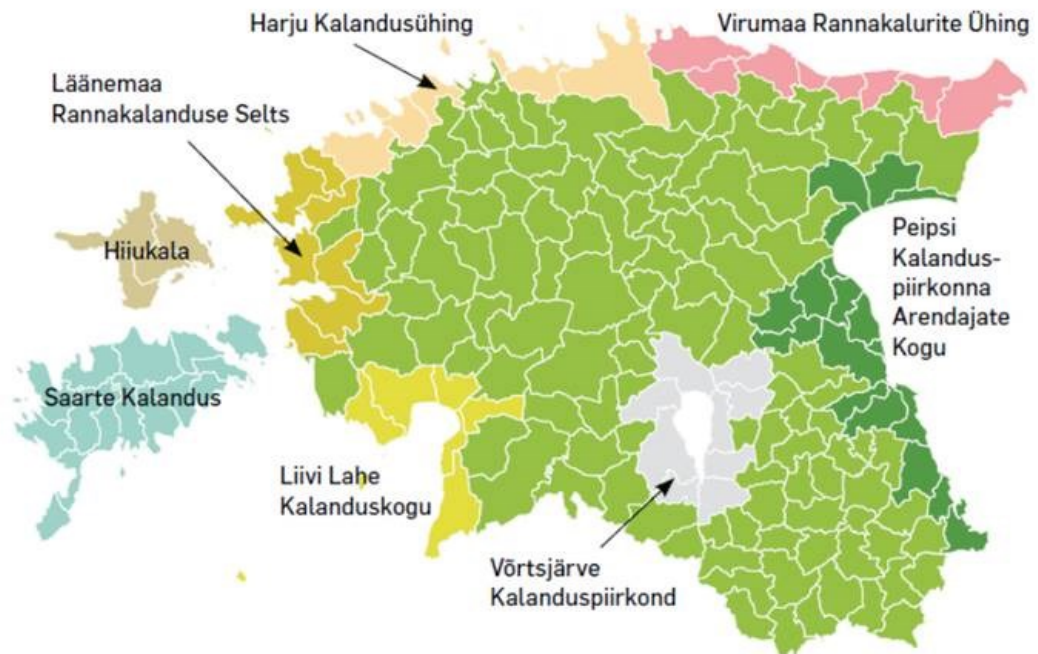 Harju Kalandusühing
Virumaa Rannakalurite Ühing
Läänemaa
Rannakalanduse Selts
Hiiukala
Peipsi
Kalandus-
piirkonna
Arendajate
Kogu
Saarte Kalandus
Liivi Lahe
Kalanduskogu
Võrtsjärve
Kalanduspiirkond